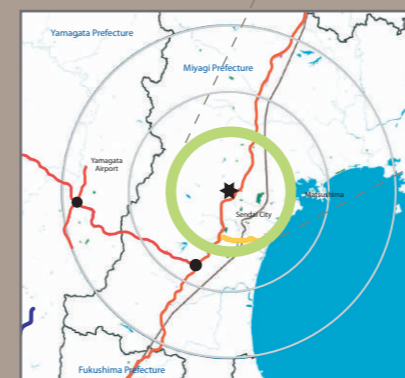 Yamagata Prefecture
Miyagi Prefecture
Yamagata
Airport
Matsushima
Sendai City
Fukushima Prefecture